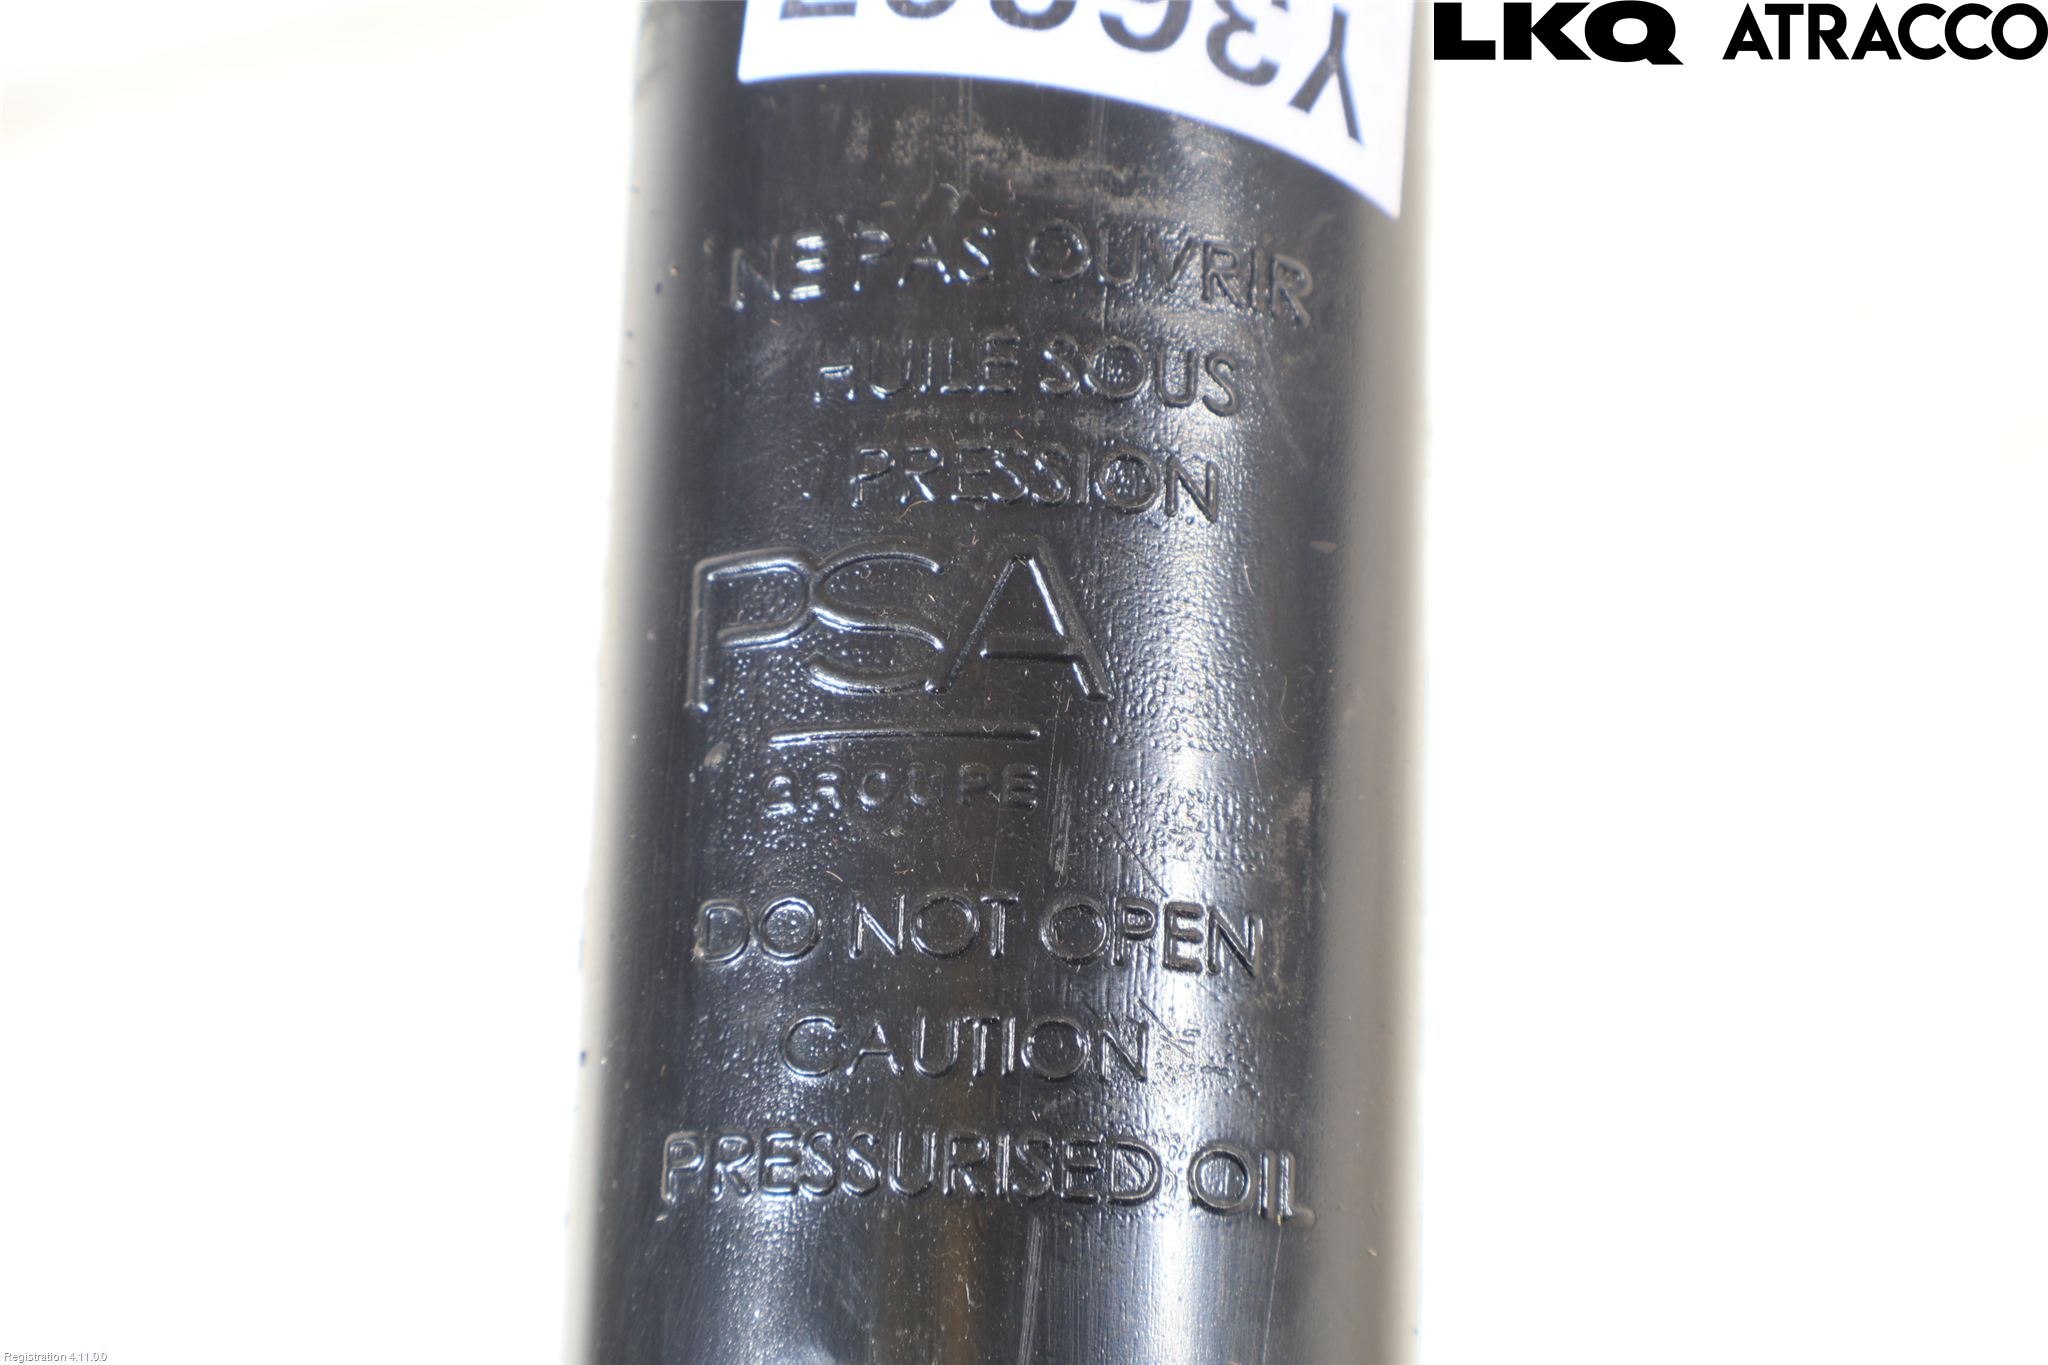 LKQ ATRACCO
NE PAS OUVRIR
HUILE SOUS
PRESSION
PSA
GROUPE
DO NOT OPEN
CAUTION
PRESSURISED OIL
Registration 4.11.0.0